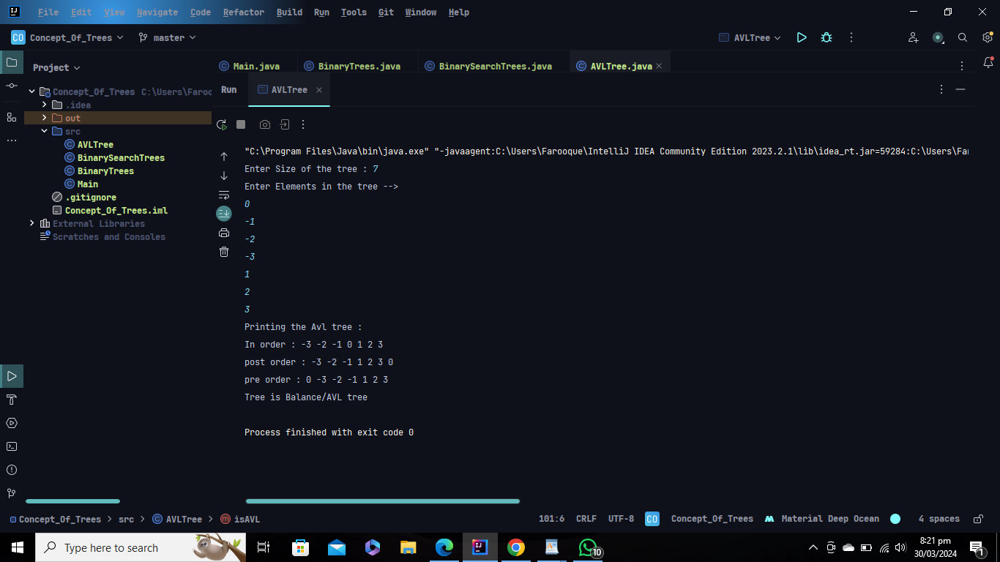 File Edit View Navigate Code Refactor Build Run Tools Git Window Help
CO Concept_Of_Trees master AVLTree
Project
Main.java BinaryTrees.java BinarySearchTrees.java AVLTree.java
Run AVLTree
Concept_Of_Trees C:\Users\Farooq
.idea
out
src
AVLTree
BinarySearchTrees
BinaryTrees
Main
.gitignore
Concept_Of_Trees.iml
External Libraries
Scratches and Consoles
"C:\Program Files\Java\bin\java.exe" "-javaagent:C:\Users\Farooque\IntelliJ IDEA Community Edition 2023.2.1\lib\idea_rt.jar=59284:C:\Users\Far
Enter Size of the tree : 7
Enter Elements in the tree -->
0
-1
-2
-3
1
2
3
Printing the Avl tree :
In order : -3 -2 -1 0 1 2 3
post order : -3 -2 -1 1 2 3 0
pre order : 0 -3 -2 -1 1 2 3
Tree is Balance/AVL tree
Process finished with exit code 0
Concept_Of_Trees > src > AVLTree > isAVL 101:6 CRLF UTF-8 CO Concept_Of_Trees Material Deep Ocean 4 spaces
Type here to search
10
8:21 pm
30/03/2024
1